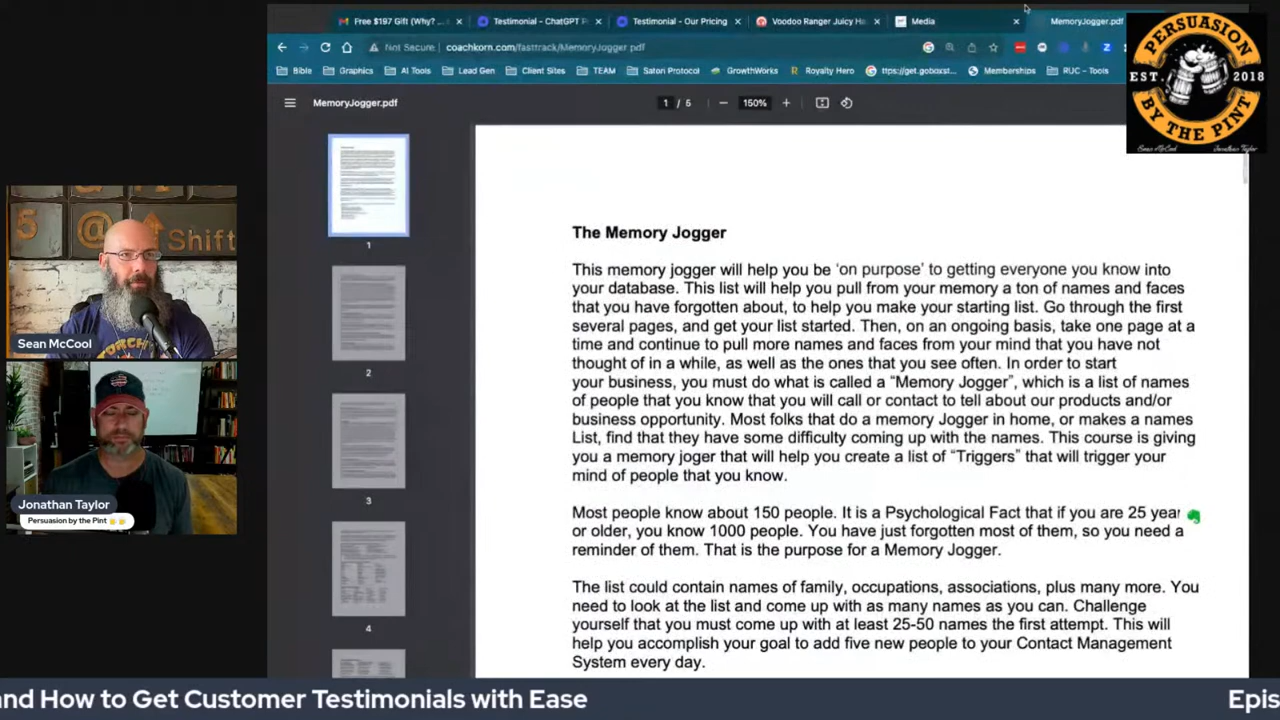 Free $197 Gift (Why? ...
Testimonial - ChatGPT P
Testimonial - Our Pricing
Voodoo Ranger Juicy Ha
Media
MemoryJogger.pdf
Not Secure
coachkorn.com/fasttrack/MemoryJogger.pdf
Bible
Graphics
AI Tools
Lead Gen
Client Sites
TEAM
Satori Protocol
GrowthWorks
Royalty Hero
ttps://get.goboxst...
Memberships
RUC - Tools
PERSUASION
EST. 2018
BY THE PINT
Sean McCool
Jonathan Taylor
MemoryJogger.pdf
1 / 5
150%
1
2
3
4
The Memory Jogger
This memory jogger will help you be 'on purpose' to getting everyone you know into
your database. This list will help you pull from your memory a ton of names and faces
that you have forgotten about, to help you make your starting list. Go through the first
several pages, and get your list started. Then, on an ongoing basis, take one page at a
time and continue to pull more names and faces from your mind that you have not
thought of in a while, as well as the ones that you see often. In order to start
your business, you must do what is called a “Memory Jogger”, which is a list of names
of people that you know that you will call or contact to tell about our products and/or
business opportunity. Most folks that do a memory Jogger in home, or makes a names
List, find that they have some difficulty coming up with the names. This course is giving
you a memory joger that will help you create a list of “Triggers” that will trigger your
mind of people that you know.
Most people know about 150 people. It is a Psychological Fact that if you are 25 year
or older, you know 1000 people. You have just forgotten most of them, so you need a
reminder of them. That is the purpose for a Memory Jogger.
The list could contain names of family, occupations, associations, plus many more. You
need to look at the list and come up with as many names as you can. Challenge
yourself that you must come up with at least 25-50 names the first attempt. This will
help you accomplish your goal to add five new people to your Contact Management
System every day.
5 @ Shift
Sean McCool
Jonathan Taylor
Persuasion by the Pint
and How to Get Customer Testimonials with Ease
Epis